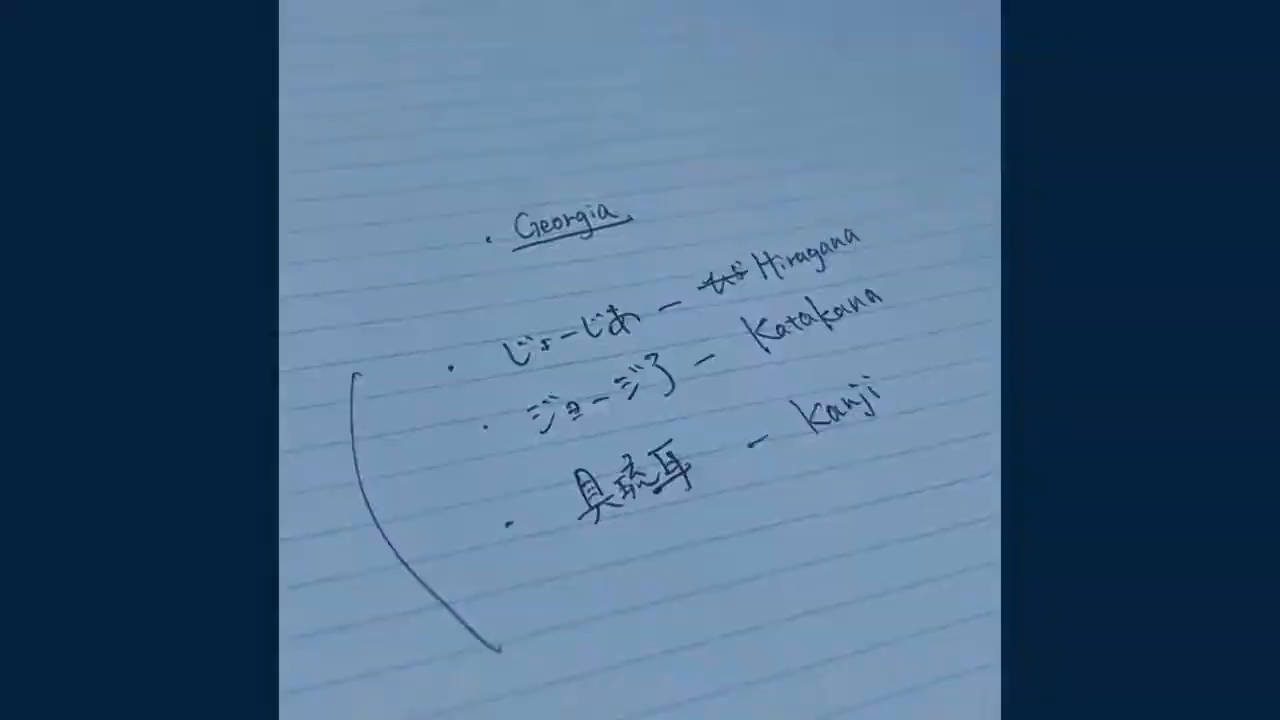 · Georgia
· じょーじあ - Hiragana
· ジョージア - Katakana
· 具琉耳 - Kanji